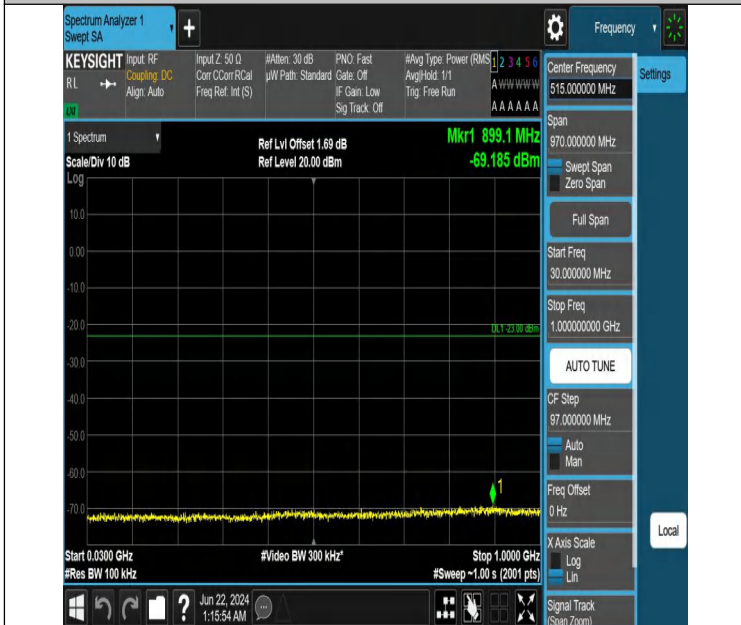 Spectrum Analyzer 1
Swept SA
+
Frequency
KEYSIGHT
RL
LXI
Input: RF
Coupling: DC
Align: Auto
Input Z: 50 Ω
Corr CCorr RCal
Freq Ref: Int (S)
#Atten: 30 dB
µW Path: Standard
PNO: Fast
Gate: Off
IF Gain: Low
Sig Track: Off
#Avg Type: Power (RMS
Avg|Hold: 1/1
Trig: Free Run
1 2 3 4 5 6
A W W W W W
A A A A A A
1 Spectrum
Scale/Div 10 dB
Log
Ref Lvl Offset 1.69 dB
Ref Level 20.00 dBm
Mkr1 899.1 MHz
-69.185 dBm
10.0
0.00
-10.0
-20.0
DL1 -23.00 dBm
-30.0
-40.0
-50.0
-60.0
1
-70.0
Start 0.0300 GHz
#Res BW 100 kHz
#Video BW 300 kHz*
Stop 1.0000 GHz
#Sweep ~1.00 s (2001 pts)
?
Jun 22, 2024
1:15:54 AM
Center Frequency
515.000000 MHz
Span
970.000000 MHz
Swept Span
Zero Span
Full Span
Start Freq
30.000000 MHz
Stop Freq
1.000000000 GHz
AUTO TUNE
CF Step
97.000000 MHz
Auto
Man
Freq Offset
0 Hz
X Axis Scale
Log
Lin
Signal Track
(Span Zoom)
Settings
Local